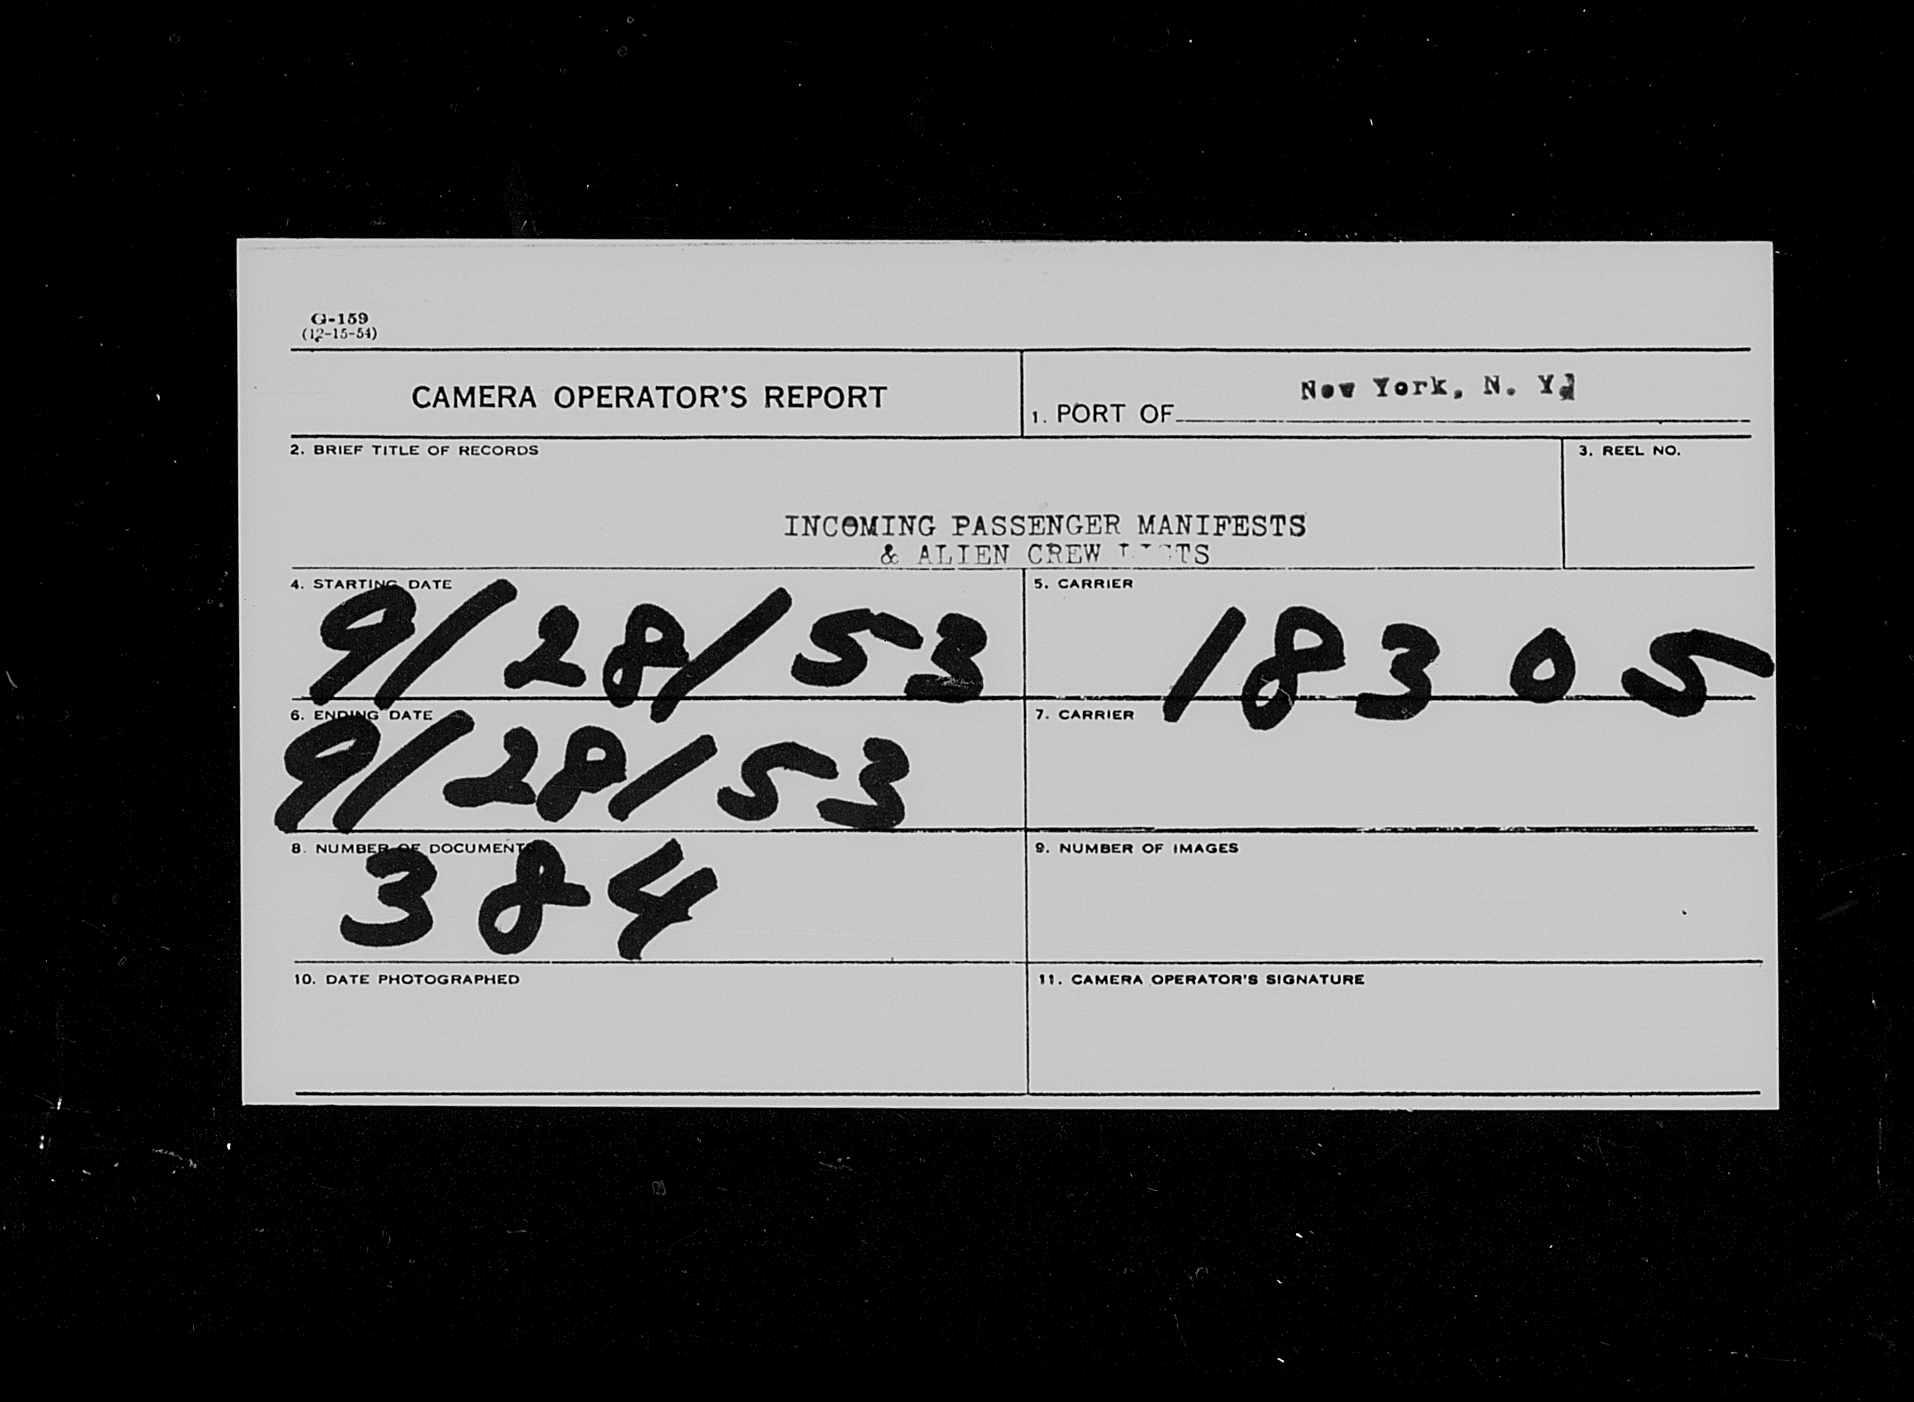 G-159
(12-15-54)
CAMERA OPERATOR'S REPORT
1. PORT OF New York, N. Y.
2. BRIEF TITLE OF RECORDS
3. REEL NO.
INCOMING PASSENGER MANIFESTS
& ALIEN CREW LISTS
4. STARTING DATE
9/28/53
5. CARRIER
18305
6. ENDING DATE
9/28/53
7. CARRIER
8. NUMBER OF DOCUMENTS
384
9. NUMBER OF IMAGES
10. DATE PHOTOGRAPHED
11. CAMERA OPERATOR'S SIGNATURE